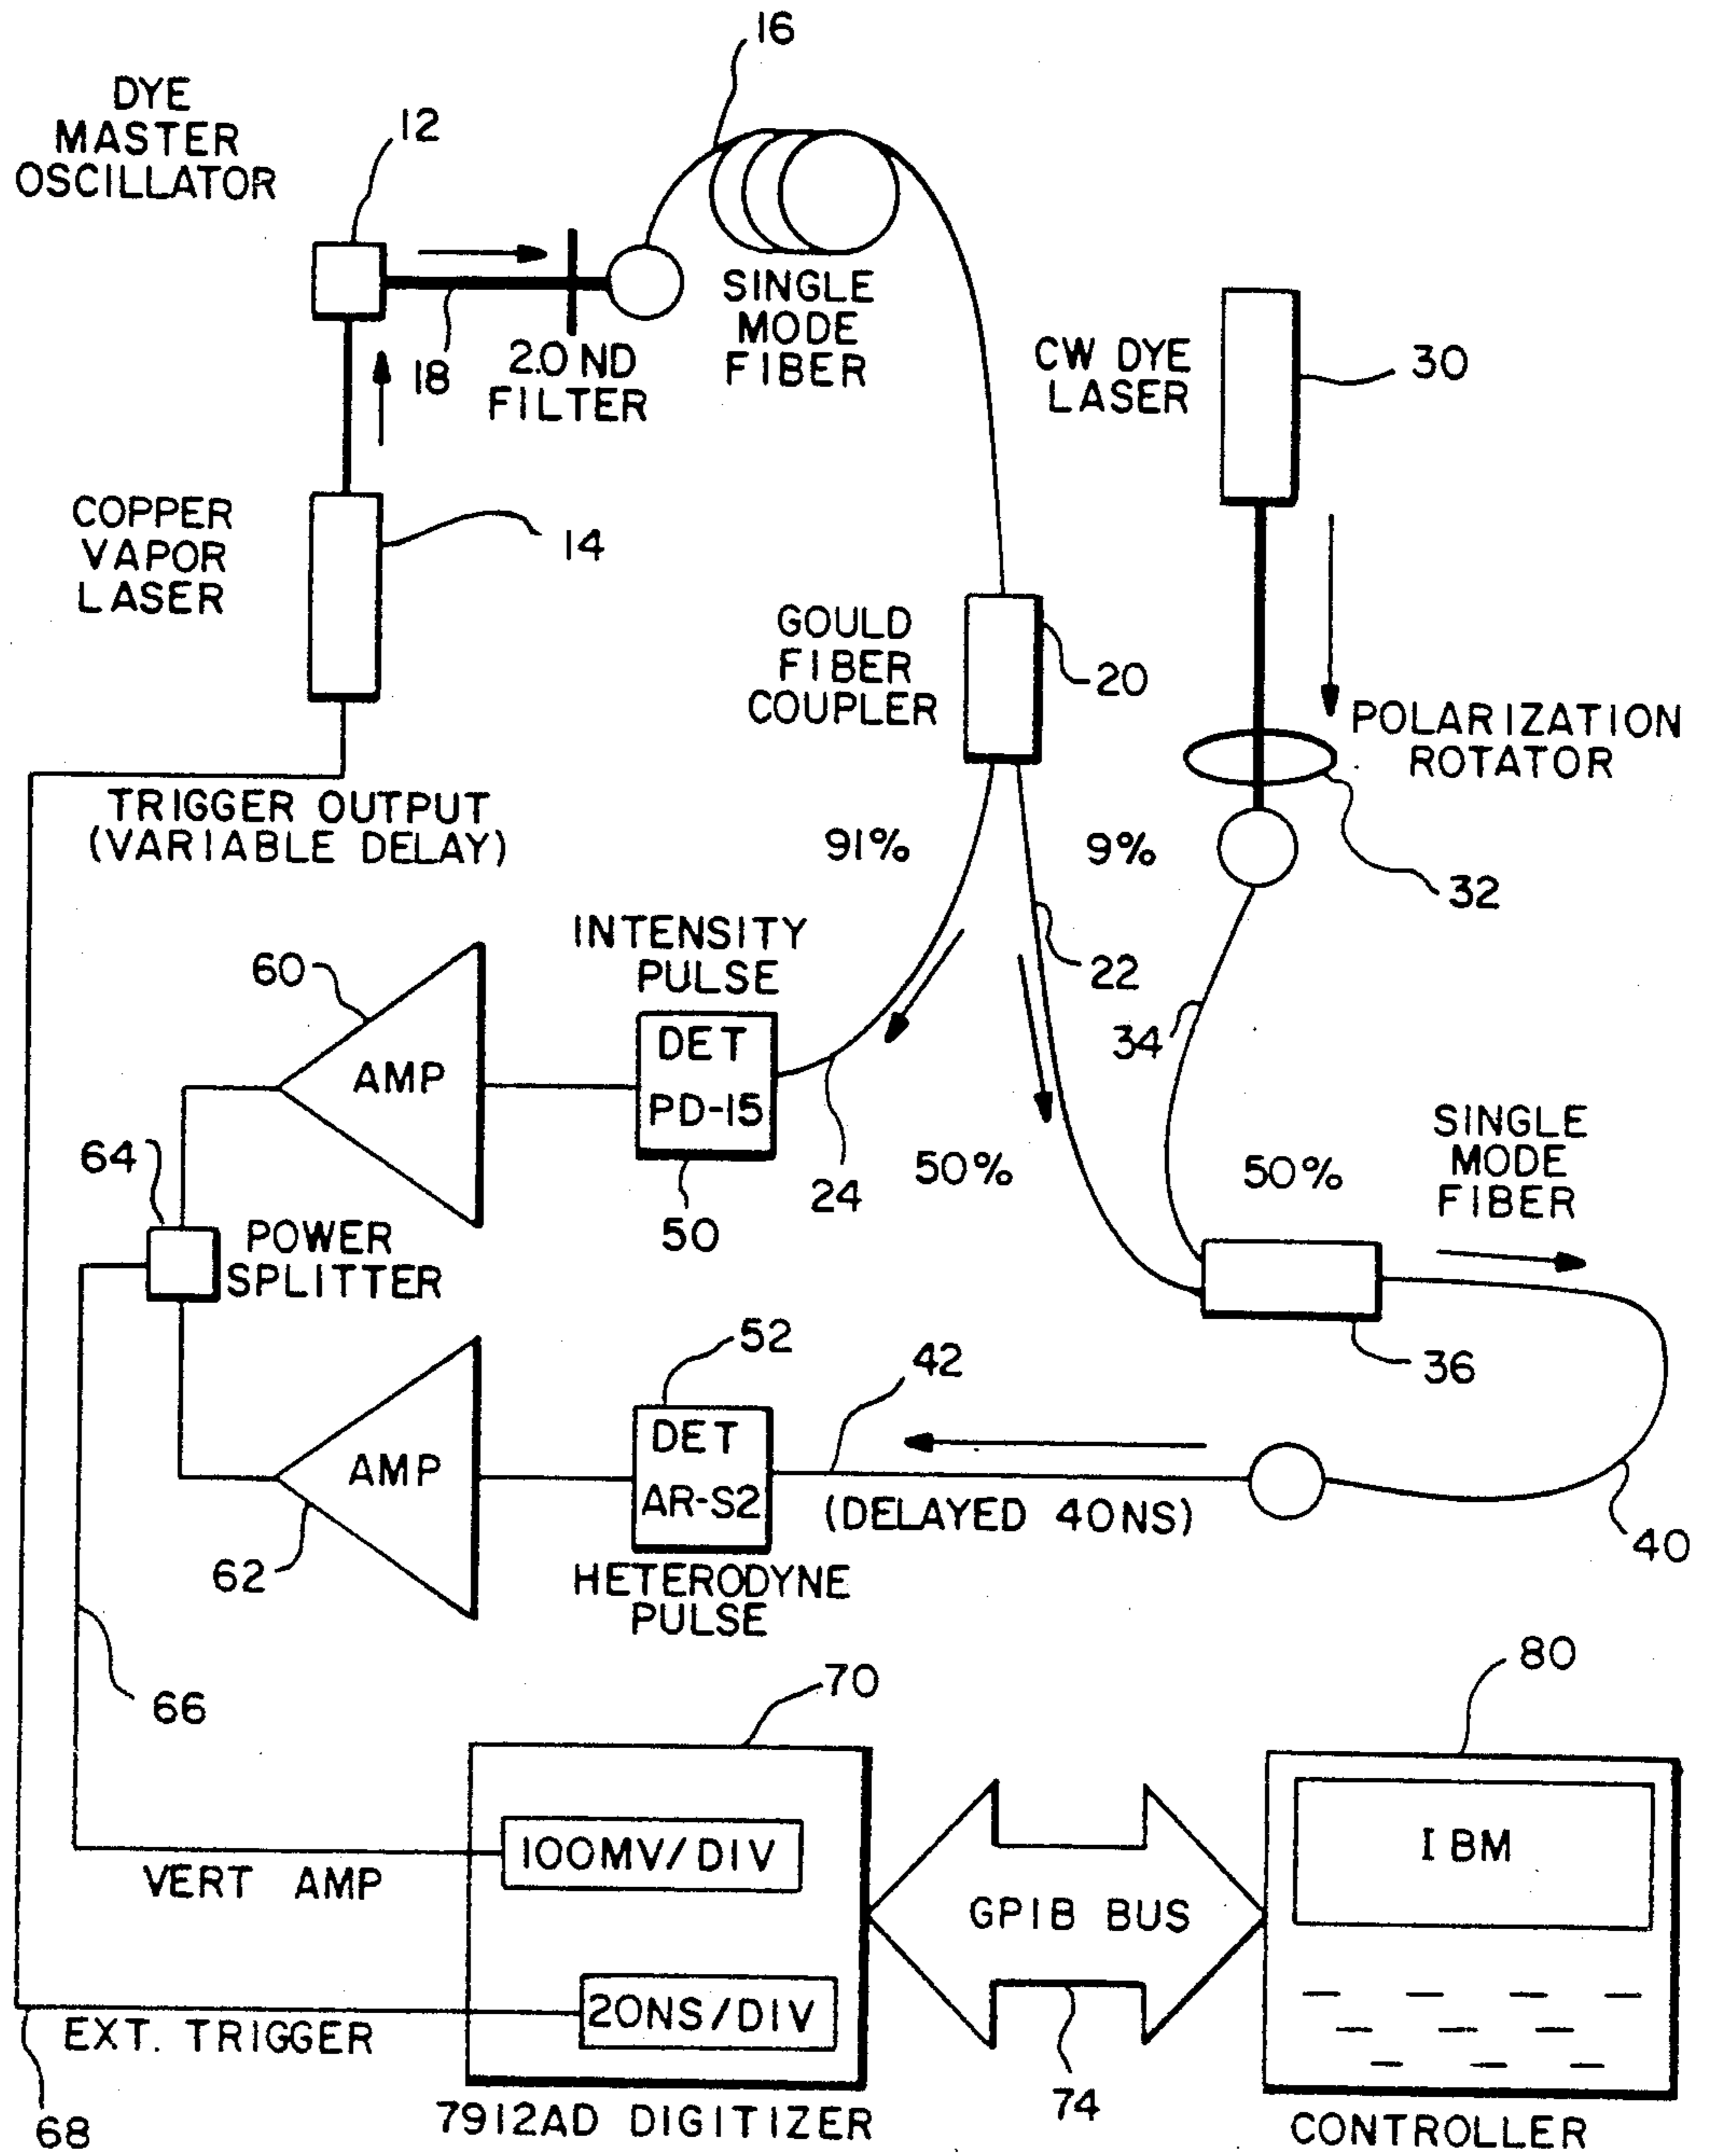 16
DYE
MASTER
OSCILLATOR
12
SINGLE
MODE
FIBER
18
2.0 ND
FILTER
CW DYE
LASER
30
COPPER
VAPOR
LASER
14
GOULD
FIBER
COUPLER
20
POLARIZATION
ROTATOR
TRIGGER OUTPUT
(VARIABLE DELAY)
91%
9%
32
INTENSITY
PULSE
60
22
34
AMP
DET
PD-15
24
50
64
POWER
SPLITTER
50%
50%
SINGLE
MODE
FIBER
36
52
42
AMP
DET
AR-S2
(DELAYED 40NS)
40
62
HETERODYNE
PULSE
66
70
80
100MV/DIV
VERT AMP
GPIB BUS
IBM
20NS/DIV
EXT. TRIGGER
68
74
7912AD DIGITIZER
CONTROLLER